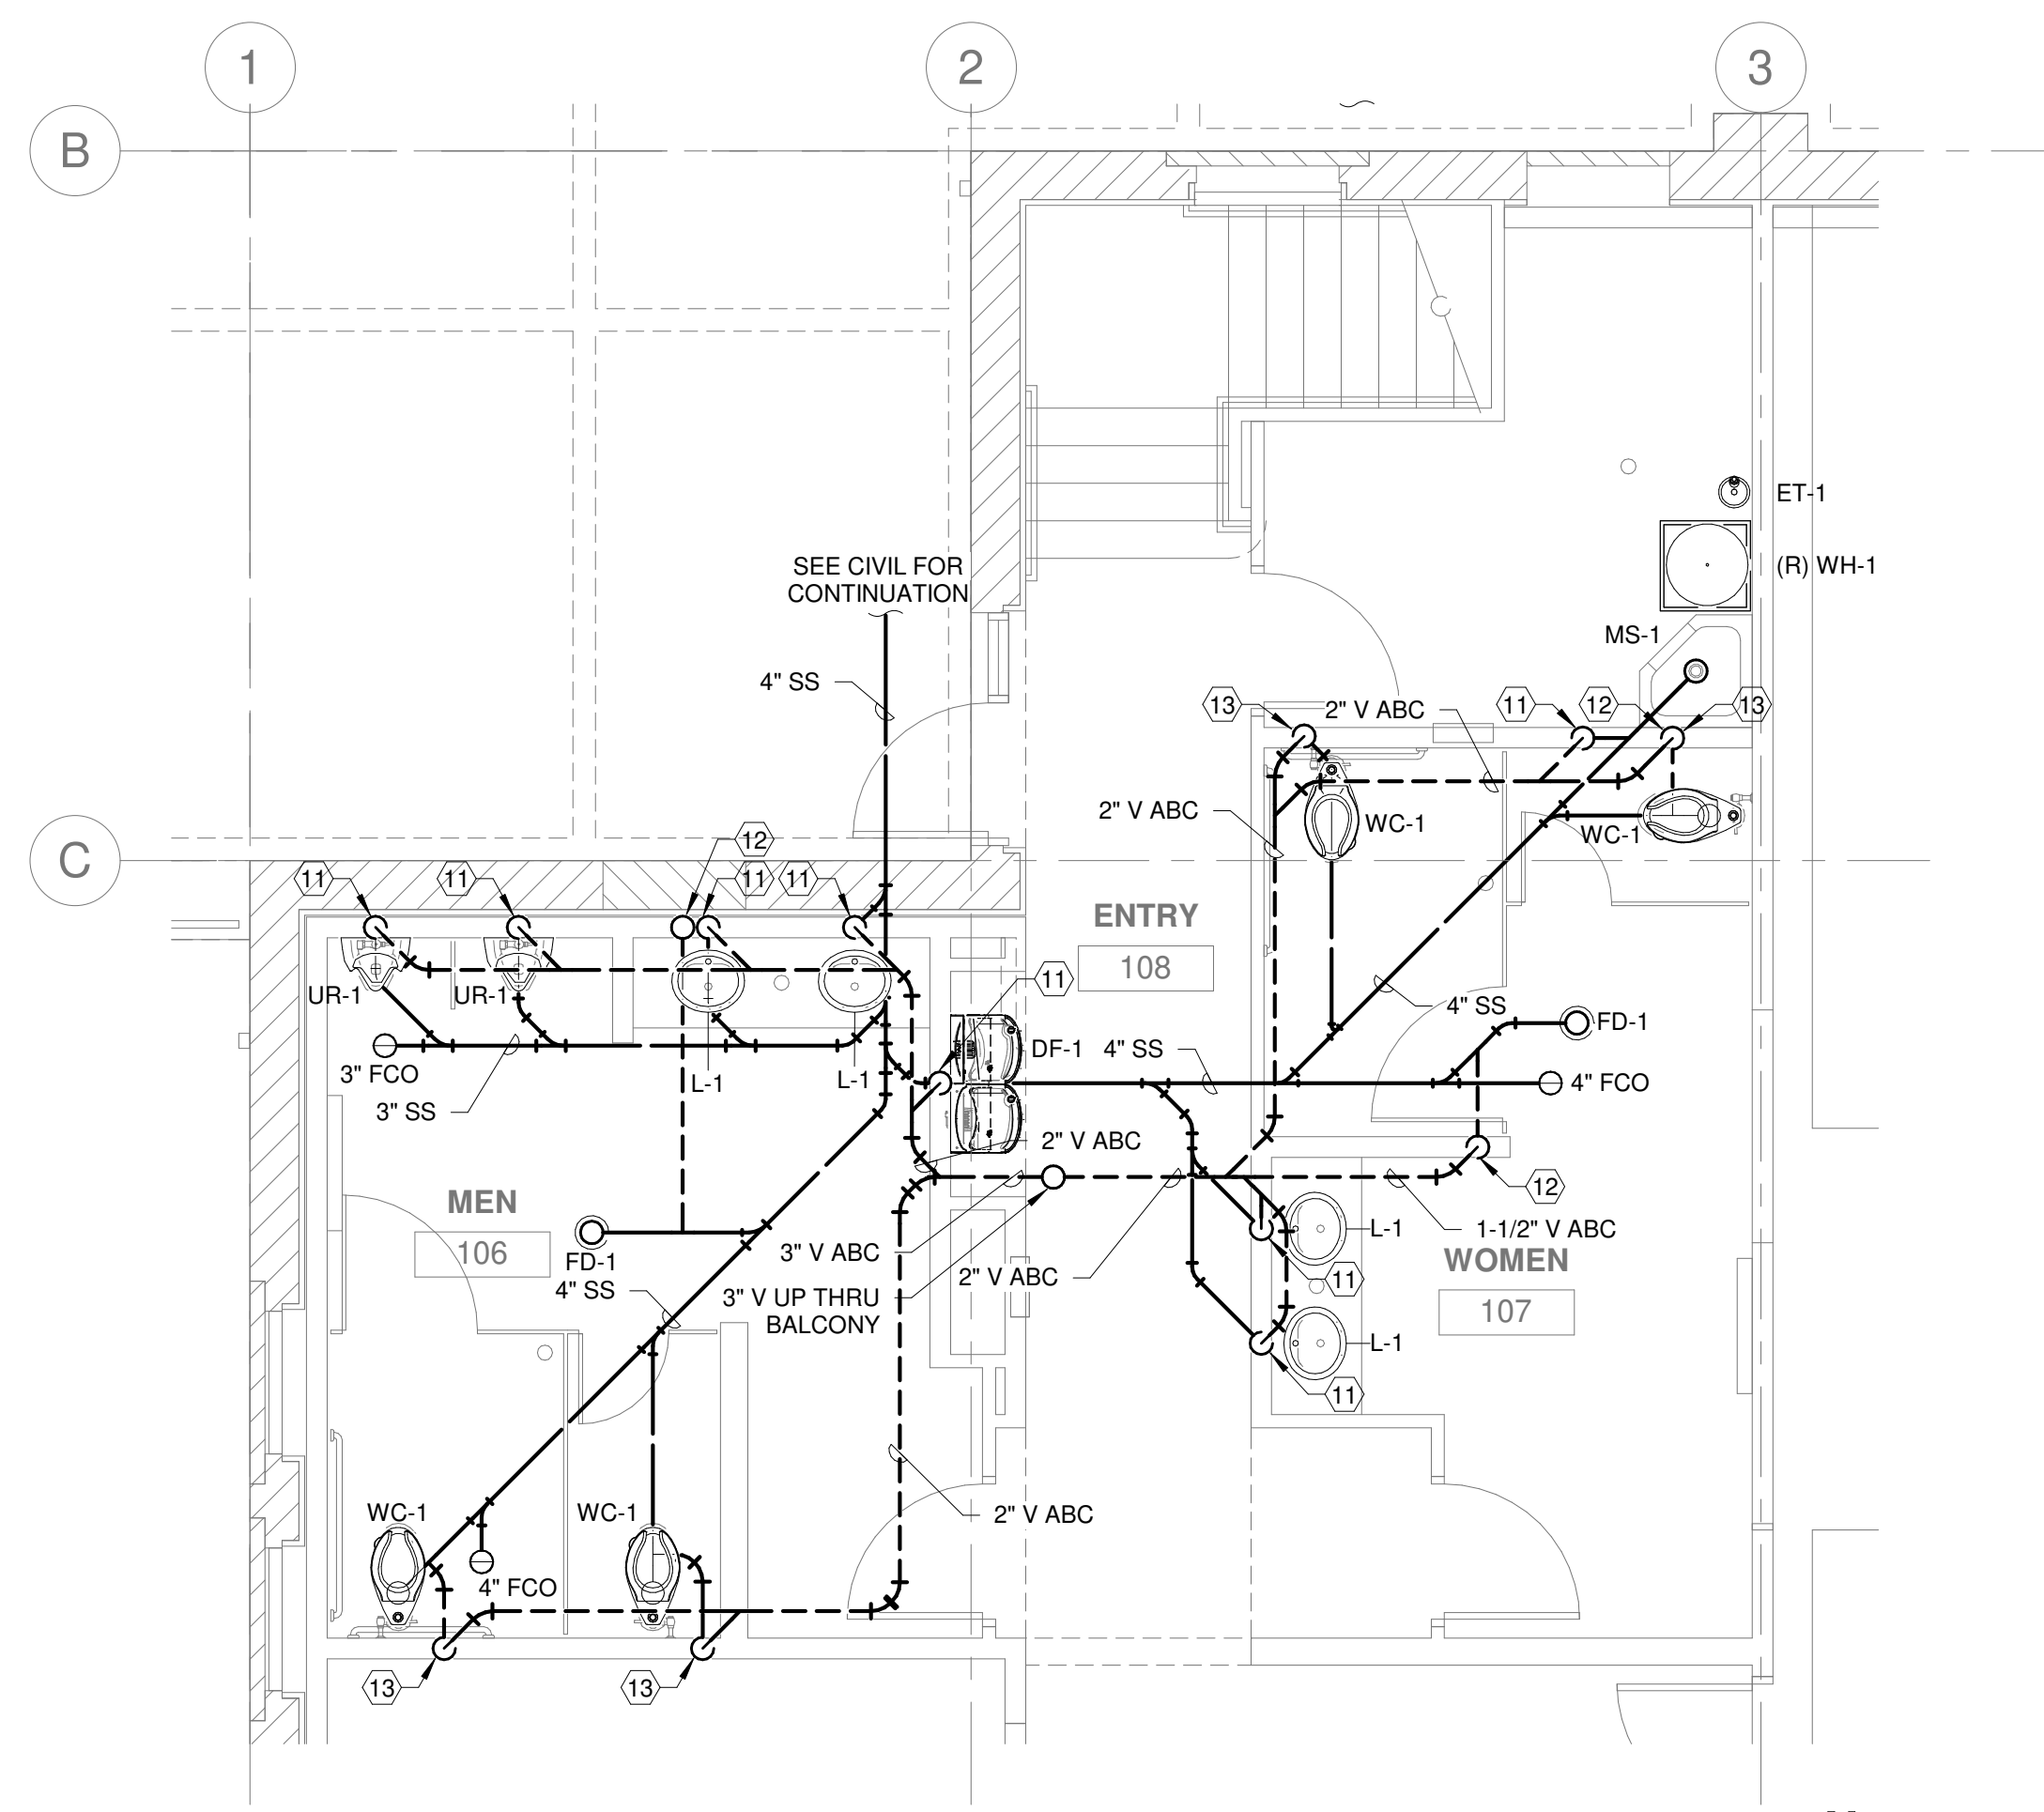 1
2
3
B
ET-1
SEE CIVIL FOR
CONTINUATION
(R) WH-1
MS-1
4" SS
13
2" V ABC
11
12
13
2" V ABC
WC-1
WC-1
12
C
11
11
11
11
ENTRY
108
11
UR-1
UR-1
4" SS
FD-1
DF-1
4" SS
3" FCO
L-1
L-1
4" FCO
3" SS
2" V ABC
MEN
106
12
L-1
1-1/2" V ABC
3" V ABC
WOMEN
107
FD-1
4" SS
2" V ABC
11
3" V UP THRU
BALCONY
L-1
11
WC-1
WC-1
2" V ABC
4" FCO
13
13